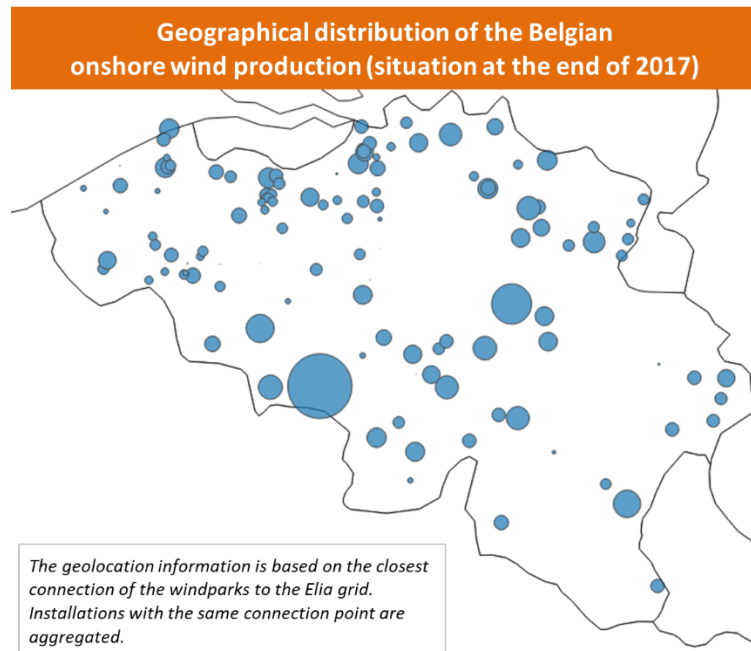 Geographical distribution of the Belgian
onshore wind production (situation at the end of 2017)
The geolocation information is based on the closest
connection of the windparks to the Elia grid.
Installations with the same connection point are
aggregated.